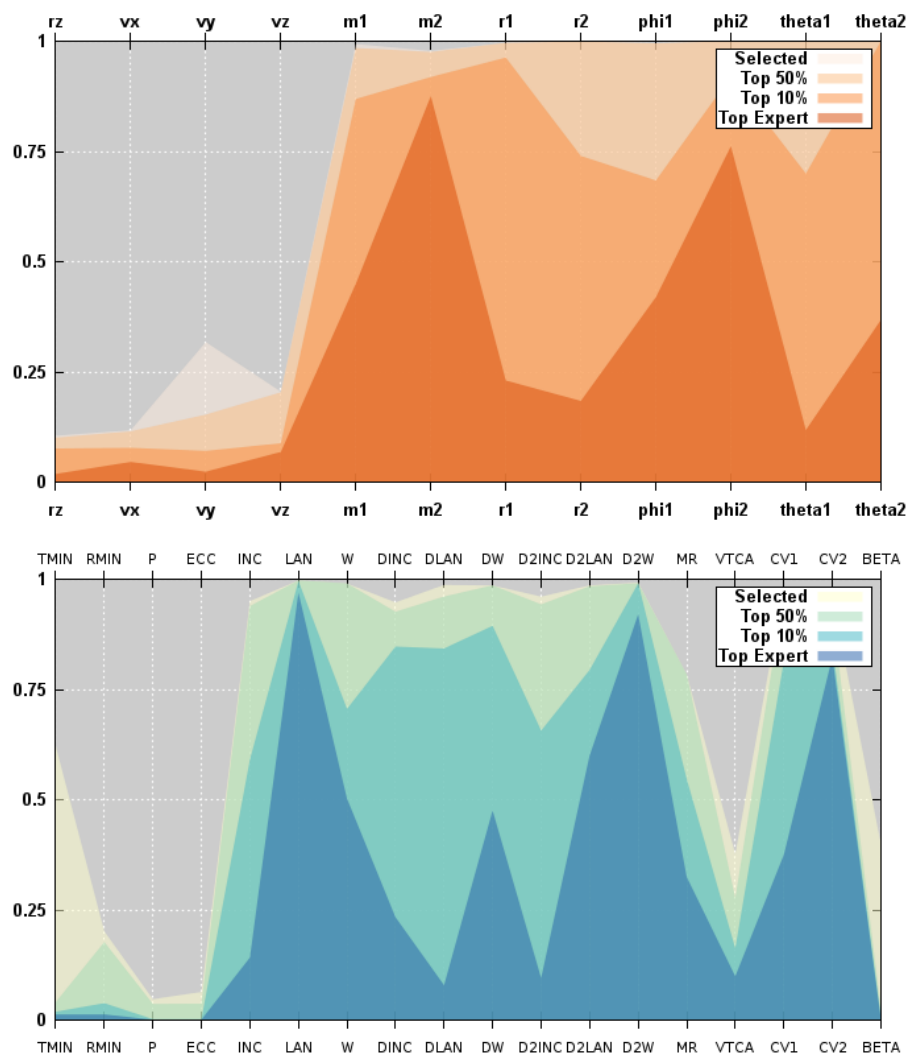 rz vx vy vz m1 m2 r1 r2 phi1 phi2 theta1 theta2
1
Selected
Top 50%
Top 10%
Top Expert
0.75
0.5
0.25
0
rz vx vy vz m1 m2 r1 r2 phi1 phi2 theta1 theta2
TMIN RMIN P ECC INC LAN W DINC DLAN DW D2INC D2LAN D2W MR VTCA CV1 CV2 BETA
1
Selected
Top 50%
Top 10%
Top Expert
0.75
0.5
0.25
0
TMIN RMIN P ECC INC LAN W DINC DLAN DW D2INC D2LAN D2W MR VTCA CV1 CV2 BETA